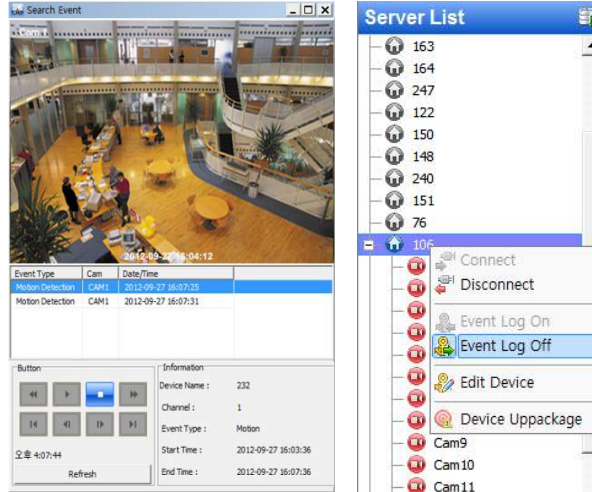 Search Event
Cam 1
2012-09-27 16:04:12
Event Type Cam Date/Time
Motion Detection CAM1 2012-09-27 16:07:25
Motion Detection CAM1 2012-09-27 16:07:31
Button
오후 4:07:44
Refresh
Information
Device Name : 232
Channel : 1
Event Type : Motion
Start Time : 2012-09-27 16:03:36
End Time : 2012-09-27 16:07:36
Server List
163
164
247
122
150
148
240
151
76
106
Connect
Disconnect
Event Log On
Event Log Off
Edit Device
Device Uppackage
Cam9
Cam10
Cam11